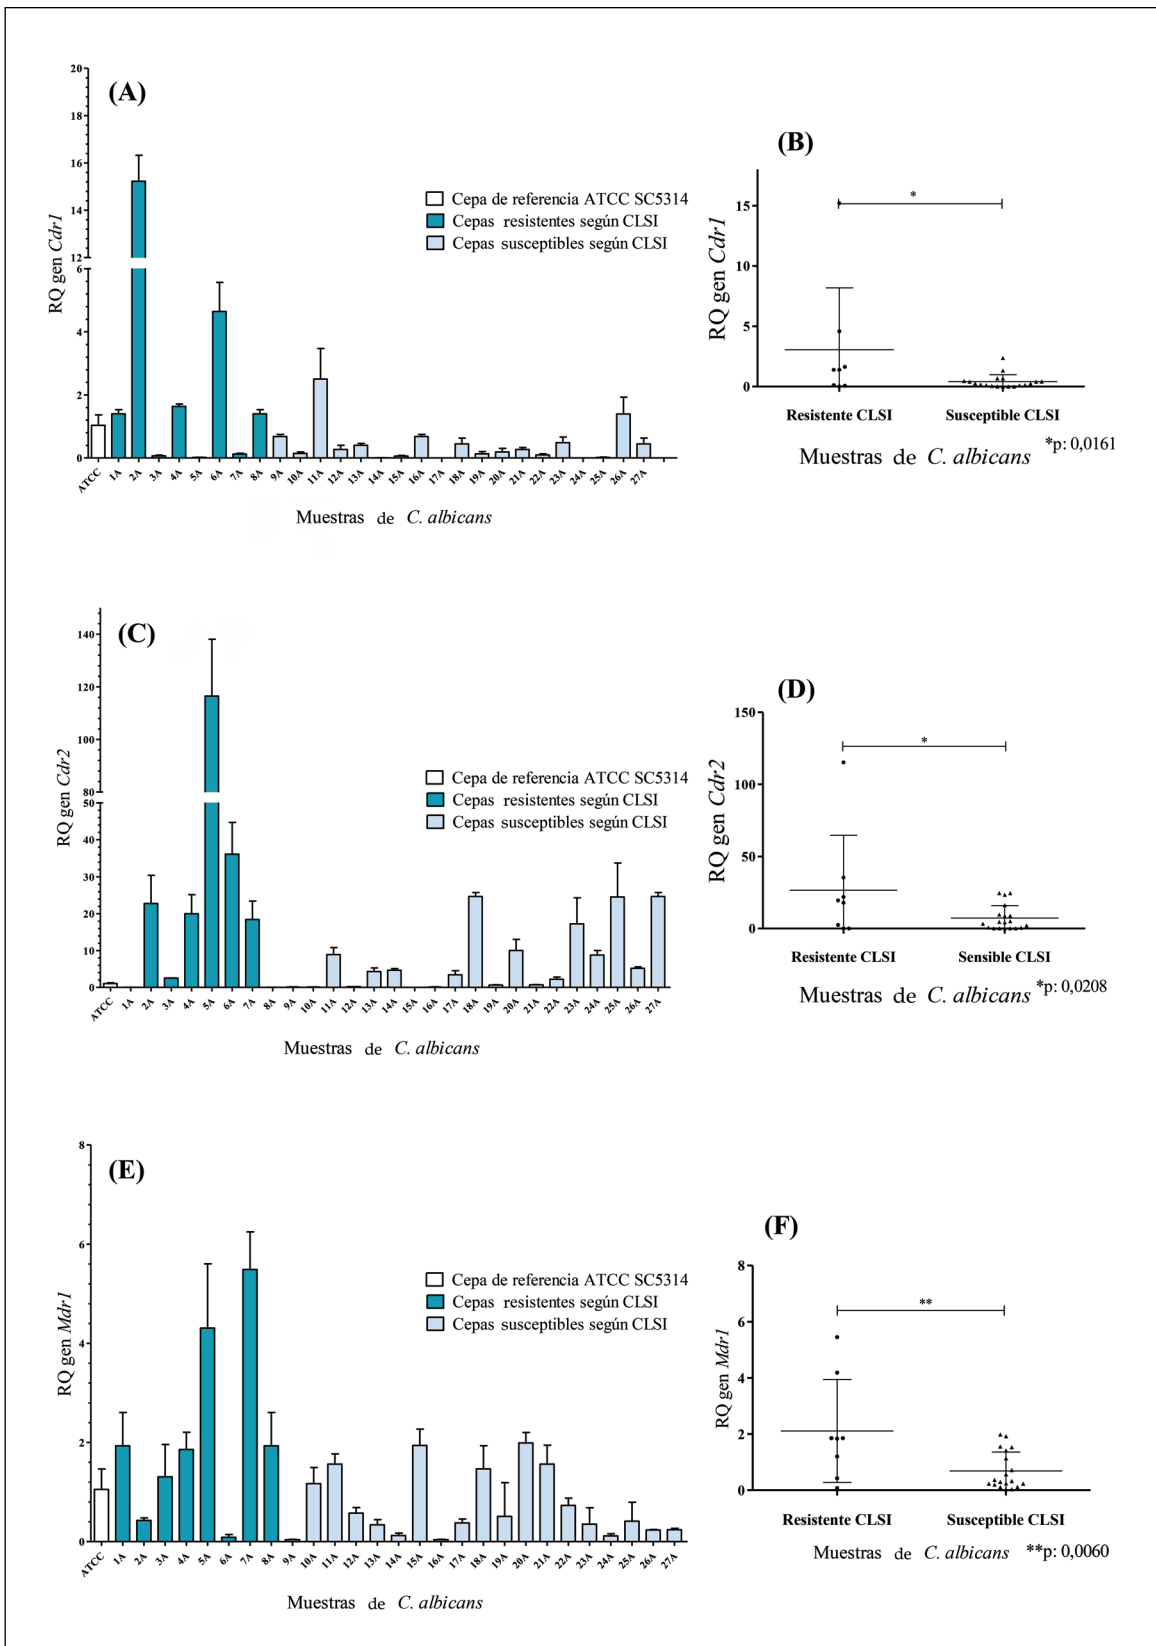 (A)
20
18
16
14
12
6
4
2
0
RQ gen Cdr1
Cepa de referencia ATCC SC5314
Cepas resistentes según CLSI
Cepas susceptibles según CLSI
ATCC 1A 2A 3A 4A 5A 6A 7A 8A 9A 10A 11A 12A 13A 14A 15A 16A 17A 18A 19A 20A 21A 22A 23A 24A 25A 26A 27A
Muestras de C. albicans
(B)
*
15
10
5
0
RQ gen Cdr1
Resistente CLSI Susceptible CLSI
Muestras de C. albicans *p: 0,0161
(C)
140
120
100
80
50
40
30
20
10
0
RQ gen Cdr2
Cepa de referencia ATCC SC5314
Cepas resistentes según CLSI
Cepas susceptibles según CLSI
ATCC 1A 2A 3A 4A 5A 6A 7A 8A 9A 10A 11A 12A 13A 14A 15A 16A 17A 18A 19A 20A 21A 22A 23A 24A 25A 26A 27A
Muestras de C. albicans
(D)
*
150
100
50
0
RQ gen Cdr2
Resistente CLSI Sensible CLSI
Muestras de C. albicans *p: 0,0208
(E)
8
6
4
2
0
RQ gen Mdr1
Cepa de referencia ATCC SC5314
Cepas resistentes según CLSI
Cepas susceptibles según CLSI
ATCC 1A 2A 3A 4A 5A 6A 7A 8A 9A 10A 11A 12A 13A 14A 15A 16A 17A 18A 19A 20A 21A 22A 23A 24A 25A 26A 27A
Muestras de C. albicans
(F)
**
8
6
4
2
0
RQ gen Mdr1
Resistente CLSI Susceptible CLSI
Muestras de C. albicans **p: 0,0060